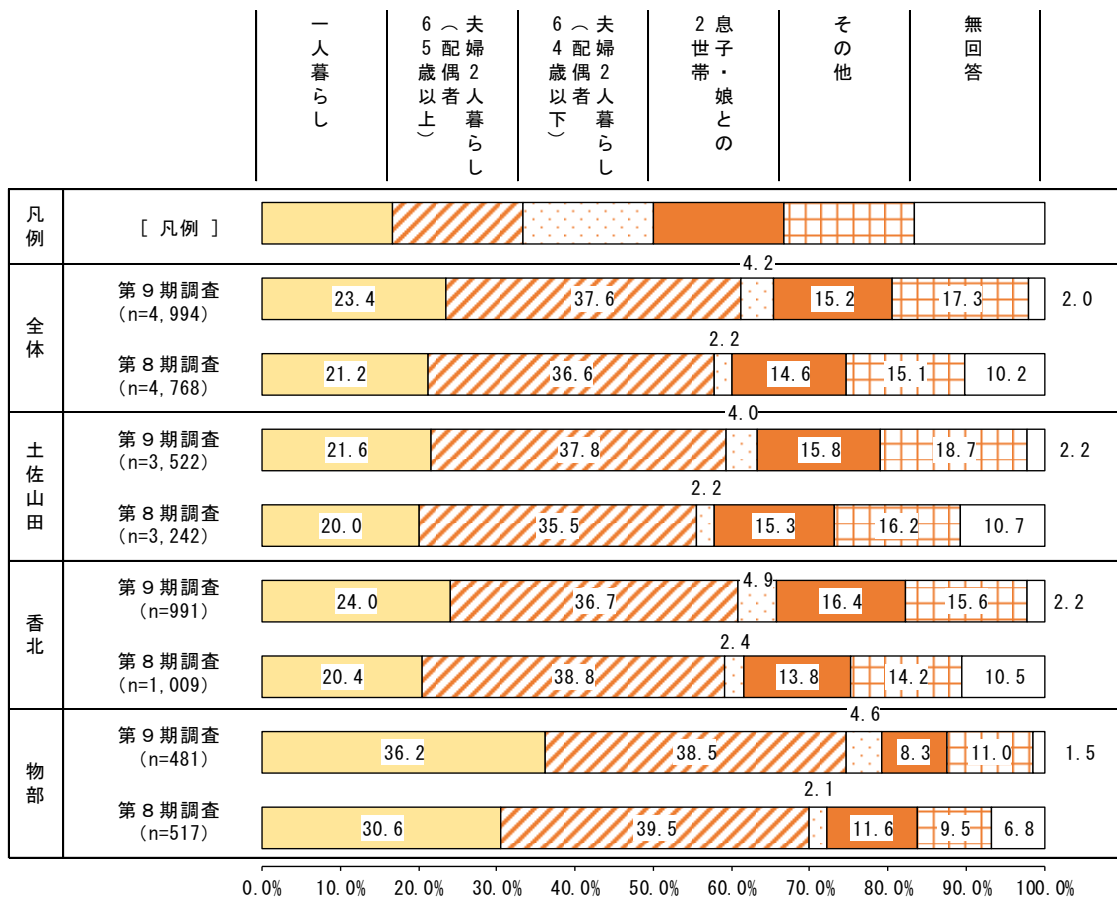 一人暮らし
夫婦2人暮らし
（配偶者
65歳以上）
夫婦2人暮らし
（配偶者
64歳以下）
息子・娘との
2世帯
その他
無回答
凡例
[ 凡例 ]
全体
第9期調査
(n=4,994)
23.4 37.6 4.2 15.2 17.3 2.0
第8期調査
(n=4,768)
21.2 36.6 2.2 14.6 15.1 10.2
土佐山田
第9期調査
(n=3,522)
21.6 37.8 4.0 15.8 18.7 2.2
第8期調査
(n=3,242)
20.0 35.5 2.2 15.3 16.2 10.7
香北
第9期調査
(n=991)
24.0 36.7 4.9 16.4 15.6 2.2
第8期調査
(n=1,009)
20.4 38.8 2.4 13.8 14.2 10.5
物部
第9期調査
(n=481)
36.2 38.5 4.6 8.3 11.0 1.5
第8期調査
(n=517)
30.6 39.5 2.1 11.6 9.5 6.8
0.0% 10.0% 20.0% 30.0% 40.0% 50.0% 60.0% 70.0% 80.0% 90.0% 100.0%